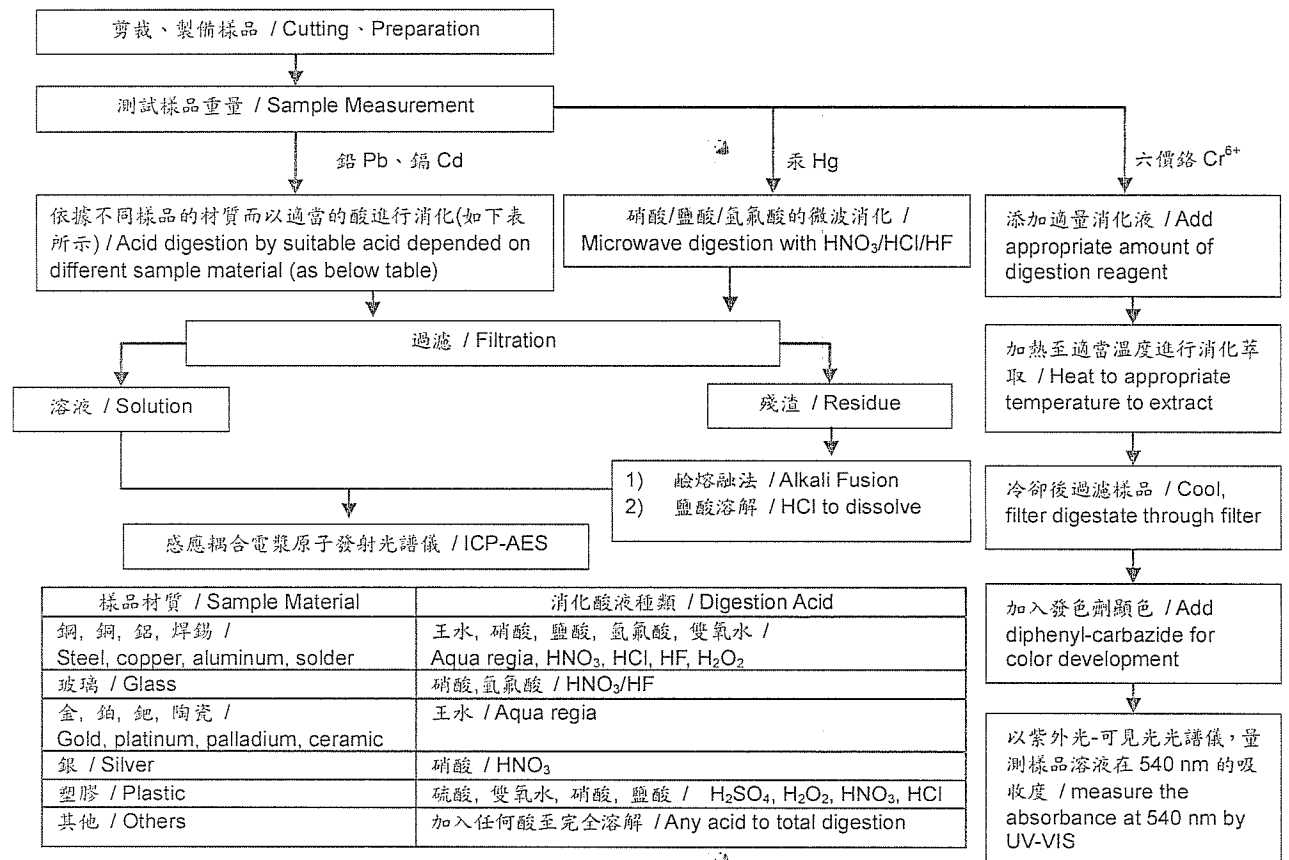 剪裁、製備樣品 / Cutting、Preparation
測試樣品重量 / Sample Measurement
鉛 Pb、鎘 Cd
汞 Hg
六價鉻 Cr⁶⁺
依據不同樣品的材質而以適當的酸進行消化(如下表
所示) / Acid digestion by suitable acid depended on
different sample material (as below table)
硝酸/鹽酸/氫氟酸的微波消化 /
Microwave digestion with HNO₃/HCl/HF
添加適量消化液 / Add
appropriate amount of
digestion reagent
過濾 / Filtration
加熱至適當溫度進行消化萃
取 / Heat to appropriate
temperature to extract
溶液 / Solution
殘渣 / Residue
1) 鹼熔融法 / Alkali Fusion
2) 鹽酸溶解 / HCl to dissolve
冷卻後過濾樣品 / Cool,
filter digestate through filter
感應耦合電漿原子發射光譜儀 / ICP-AES
加入發色劑顯色 / Add
diphenyl-carbazide for
color development
以紫外光-可見光光譜儀,量
測樣品溶液在 540 nm 的吸
收度 / measure the
absorbance at 540 nm by
UV-VIS
樣品材質 / Sample Material
消化酸液種類 / Digestion Acid
鋼, 銅, 鋁, 焊錫 /
Steel, copper, aluminum, solder
王水, 硝酸, 鹽酸, 氫氟酸, 雙氧水 /
Aqua regia, HNO₃, HCl, HF, H₂O₂
玻璃 / Glass
硝酸,氫氟酸 / HNO₃/HF
金, 鉑, 鈀, 陶瓷 /
Gold, platinum, palladium, ceramic
王水 / Aqua regia
銀 / Silver
硝酸 / HNO₃
塑膠 / Plastic
硫酸, 雙氧水, 硝酸, 鹽酸 / H₂SO₄, H₂O₂, HNO₃, HCl
其他 / Others
加入任何酸至完全溶解 / Any acid to total digestion